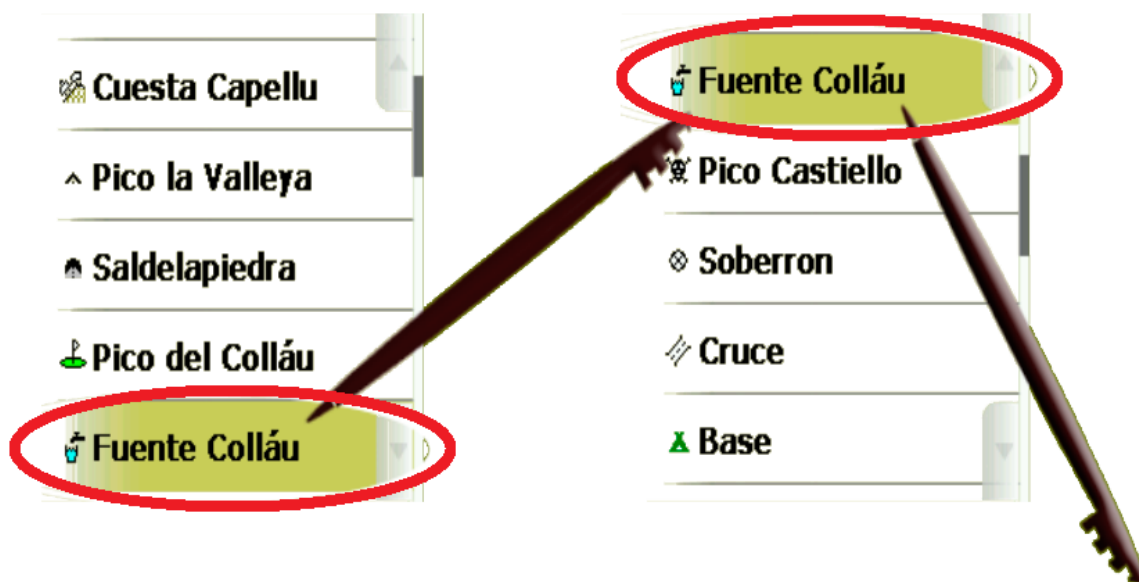 Cuesta Capellu
Pico la Valleya
Saldelapiedra
Pico del Colláu
Fuente Colláu
Fuente Colláu
Pico Castiello
Soberron
Cruce
Base